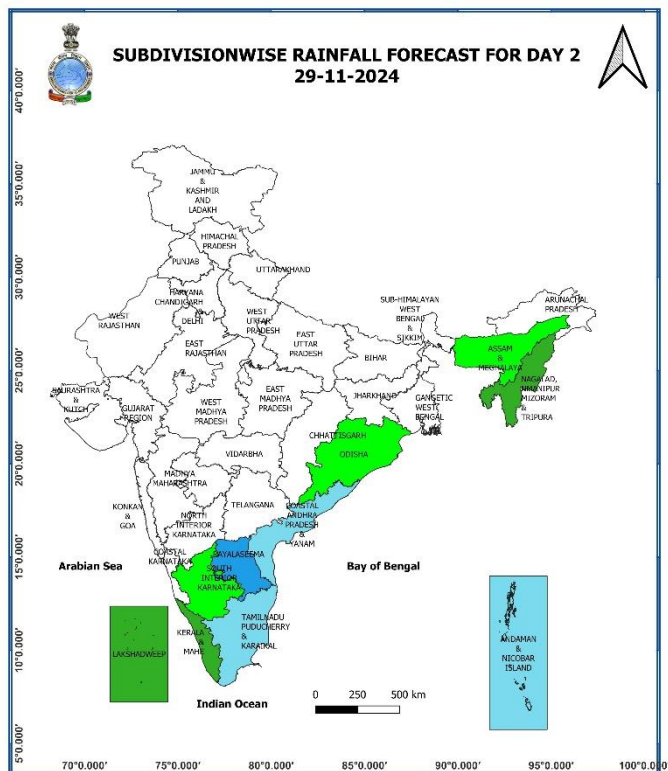 SUBDIVISIONWISE RAINFALL FORECAST FOR DAY 2
29-11-2024
JAMMU
&
KASHMIR
AND
LADAKH
HIMACHAL
PRADESH
PUNJAB
UTTARAKHAND
HARYANA
CHANDIGARH
&
DELHI
WEST
RAJASTHAN
WEST
UTTAR
PRADESH
EAST
RAJASTHAN
EAST
UTTAR
PRADESH
SUB-HIMALAYAN
WEST
BENGAL
&
SIKKIM
ARUNACHAL
PRADESH
ASSAM
&
MEGHALAYA
NAGALAD,
NMANIPUR
MIZORAM
&
TRIPURA
BIHAR
JHARKHAND
GANGETIC
WEST
BENGAL
SAURASHTRA
& KUTCH
GUJARAT
REGION
WEST
MADHYA
PRADESH
EAST
MADHYA
PRADESH
CHHATTISGARH
ODISHA
VIDARBHA
MADHYA
MAHARASHTRA
KONKAN
&
GOA
TELANGANA
COASTAL
ANDHRA
PRADESH
&
YANAM
NORTH
INTERIOR
KARNATAKA
COASTAL
KARNATAKA
RAYALASEEMA
SOUTH
INTERIOR
KARNATAKA
Arabian Sea
Bay of Bengal
LAKSHADWEEP
KERALA
&
MAHE
TAMILNADU
PUDUCHERRY
&
KARAIKAL
ANDAMAN
&
NICOBAR
ISLAND
Indian Ocean
0 250 500 km
40°0.000'
35°0.000'
30°0.000'
25°0.000'
20°0.000'
15°0.000'
10°0.000'
5°0.000'
70°0.000' 75°0.000' 80°0.000' 85°0.000' 90°0.000' 95°0.000' 100°0.0